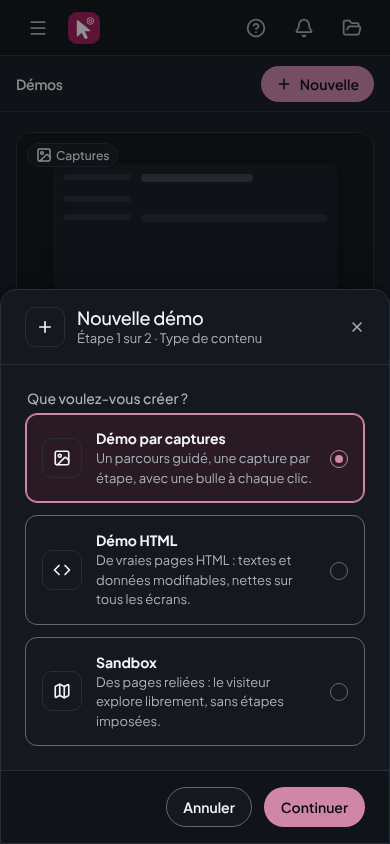 Démos
Nouvelle
Captures
Nouvelle démo
Étape 1 sur 2 · Type de contenu
Que voulez-vous créer ?
Démo par captures
Un parcours guidé, une capture par
étape, avec une bulle à chaque clic.
Démo HTML
De vraies pages HTML : textes et
données modifiables, nettes sur
tous les écrans.
Sandbox
Des pages reliées : le visiteur
explore librement, sans étapes
imposées.
Annuler
Continuer